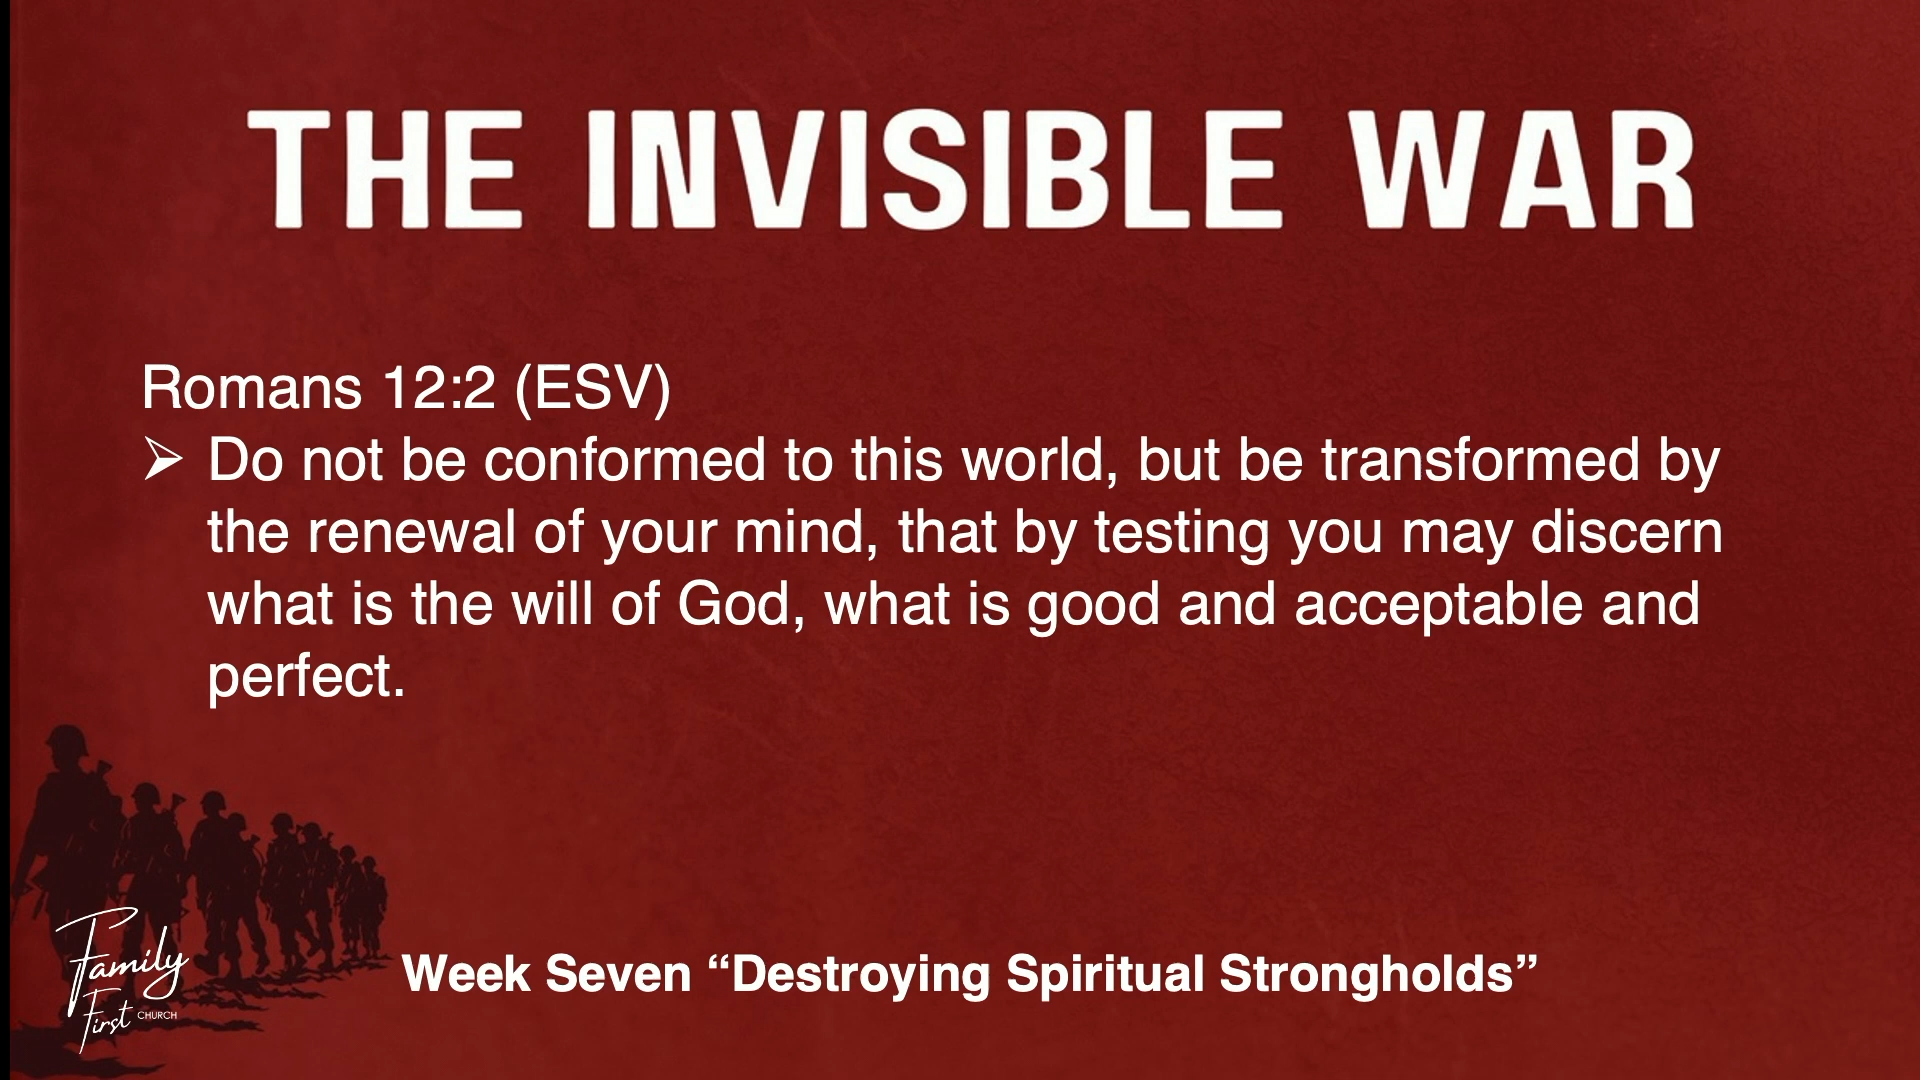 THE INVISIBLE WAR
Romans 12:2 (ESV)
➢ Do not be conformed to this world, but be transformed by
the renewal of your mind, that by testing you may discern
what is the will of God, what is good and acceptable and
perfect.
Week Seven “Destroying Spiritual Strongholds”
Family
First CHURCH